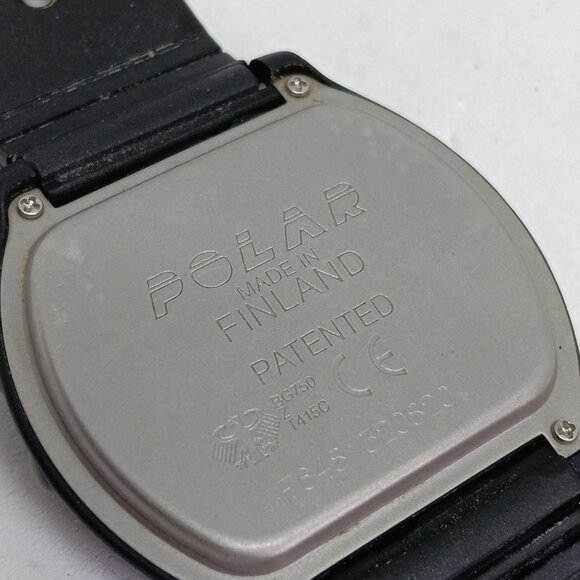 POLAR
MADE IN
FINLAND
PATENTED
BG750
Z
T415C
CE